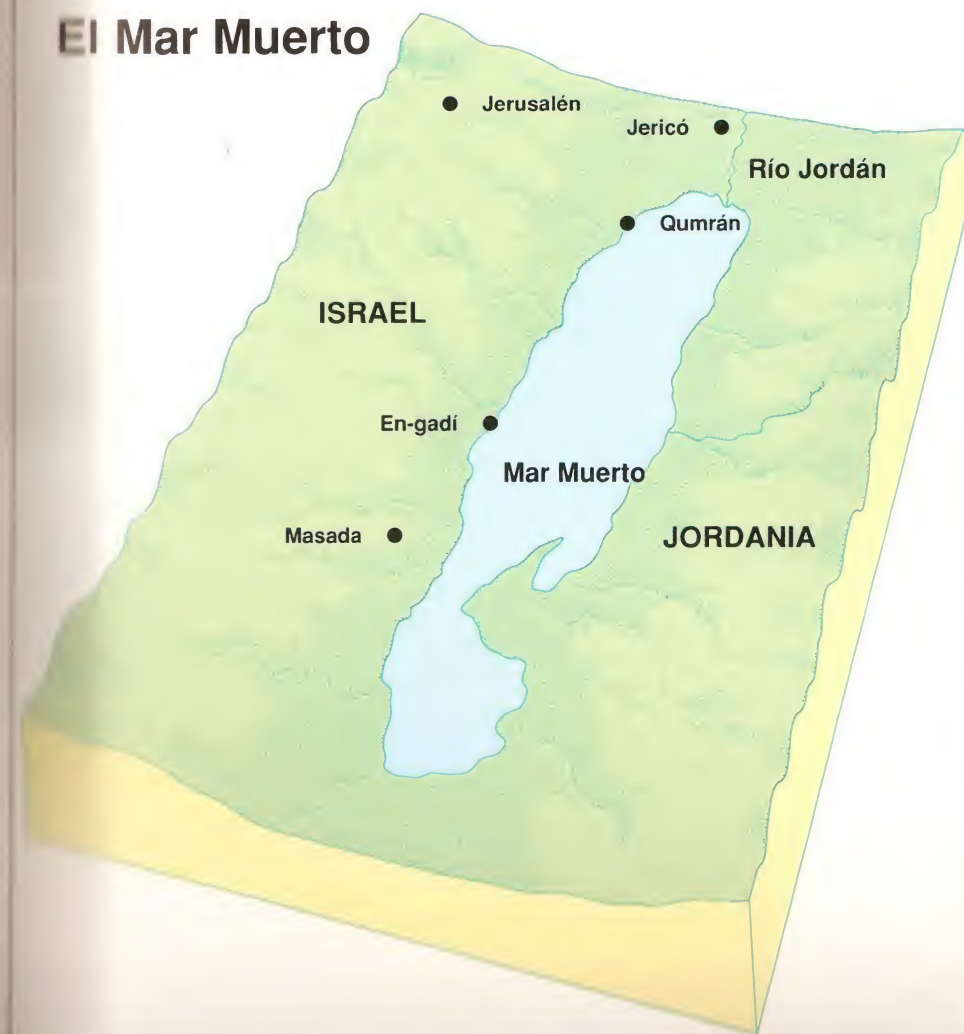 El Mar Muerto
Jerusalén
Jericó
Río Jordán
Qumrán
ISRAEL
En-gadí
Mar Muerto
Masada
JORDANIA